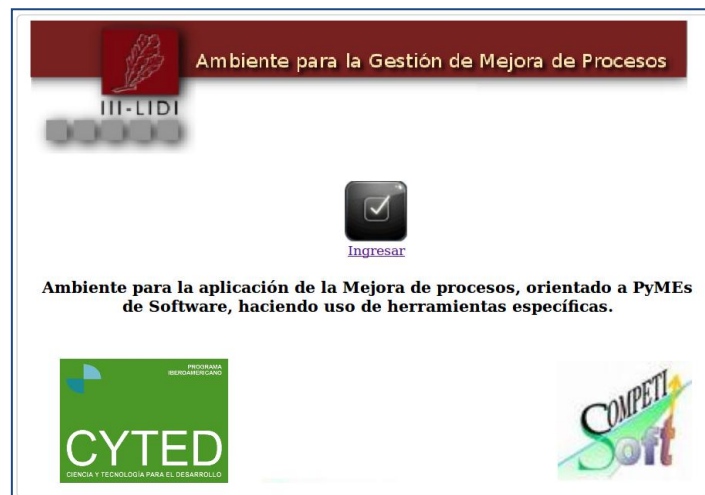 Ambiente para la Gestión de Mejora de Procesos
III-LIDI
Ingresar
Ambiente para la aplicación de la Mejora de procesos, orientado a PyMEs
de Software, haciendo uso de herramientas específicas.
PROGRAMA
IBEROAMERICANO
CYTED
CIENCIA Y TECNOLOGÍA PARA EL DESARROLLO
COMPETI
Soft